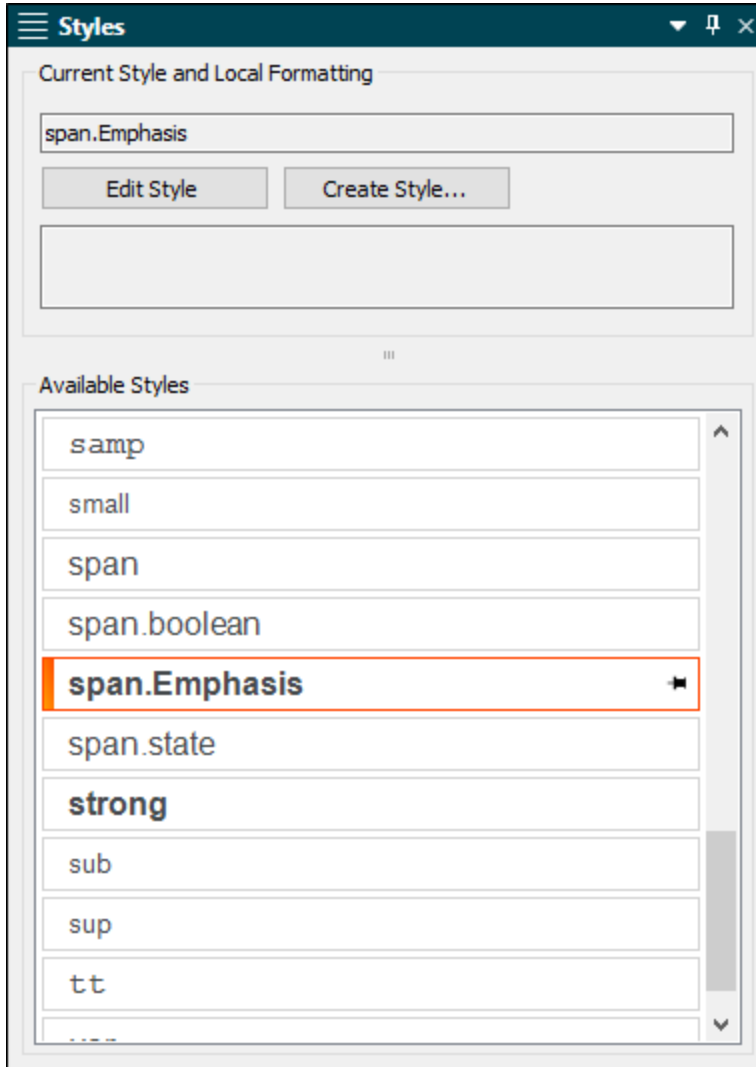 Styles
Current Style and Local Formatting
span.Emphasis
Edit Style
Create Style...
Available Styles
samp
small
span
span.boolean
span.Emphasis
span.state
strong
sub
sup
tt